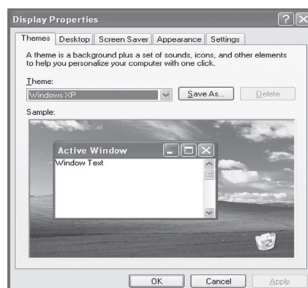 Display Properties
Themes Desktop Screen Saver Appearance Settings
A theme is a background plus a set of sounds, icons, and other elements
to help you personalize your computer with one click.
Theme:
Windows XP Save As... Delete
Sample:
Active Window
Window Text
OK Cancel Apply